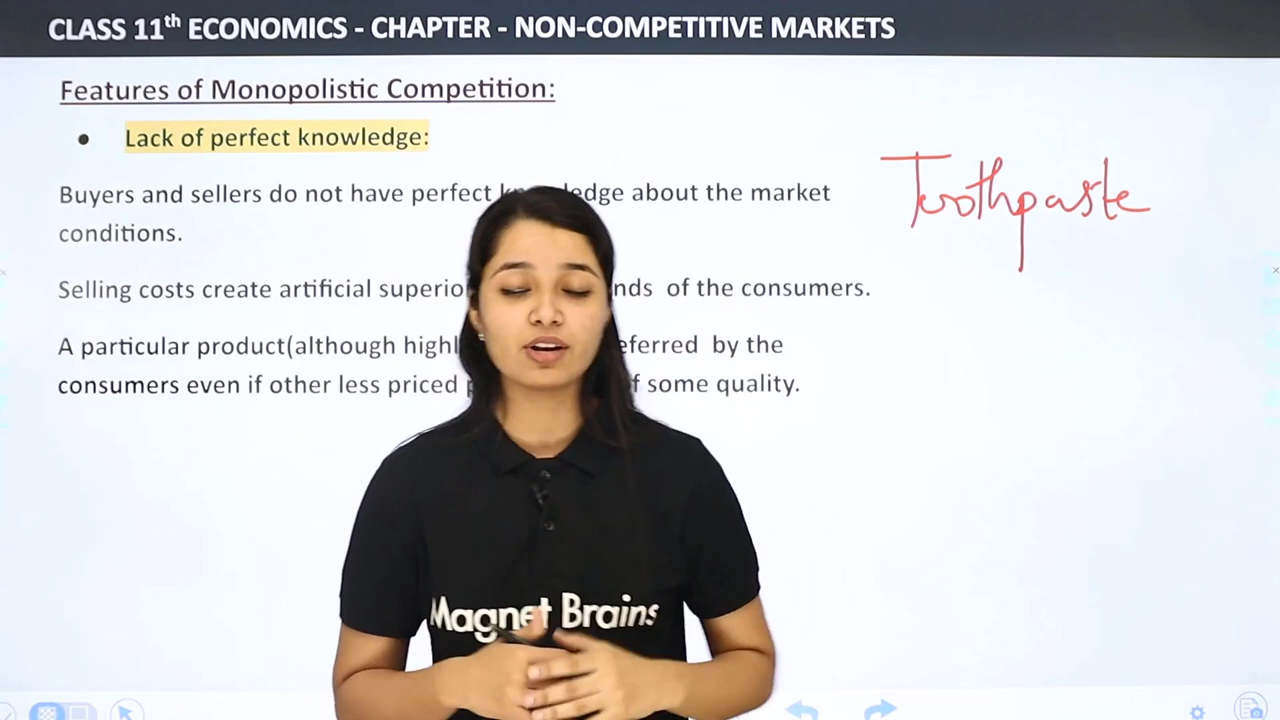 CLASS 11th ECONOMICS - CHAPTER - NON-COMPETITIVE MARKETS
Features of Monopolistic Competition:
• Lack of perfect knowledge:
Buyers and sellers do not have perfect edge about the market
conditions.
Selling costs create artificial superio nds of the consumers.
A particular product(although highl eferred by the
consumers even if other less priced p f some quality.
Toothpaste
Magnet Brains